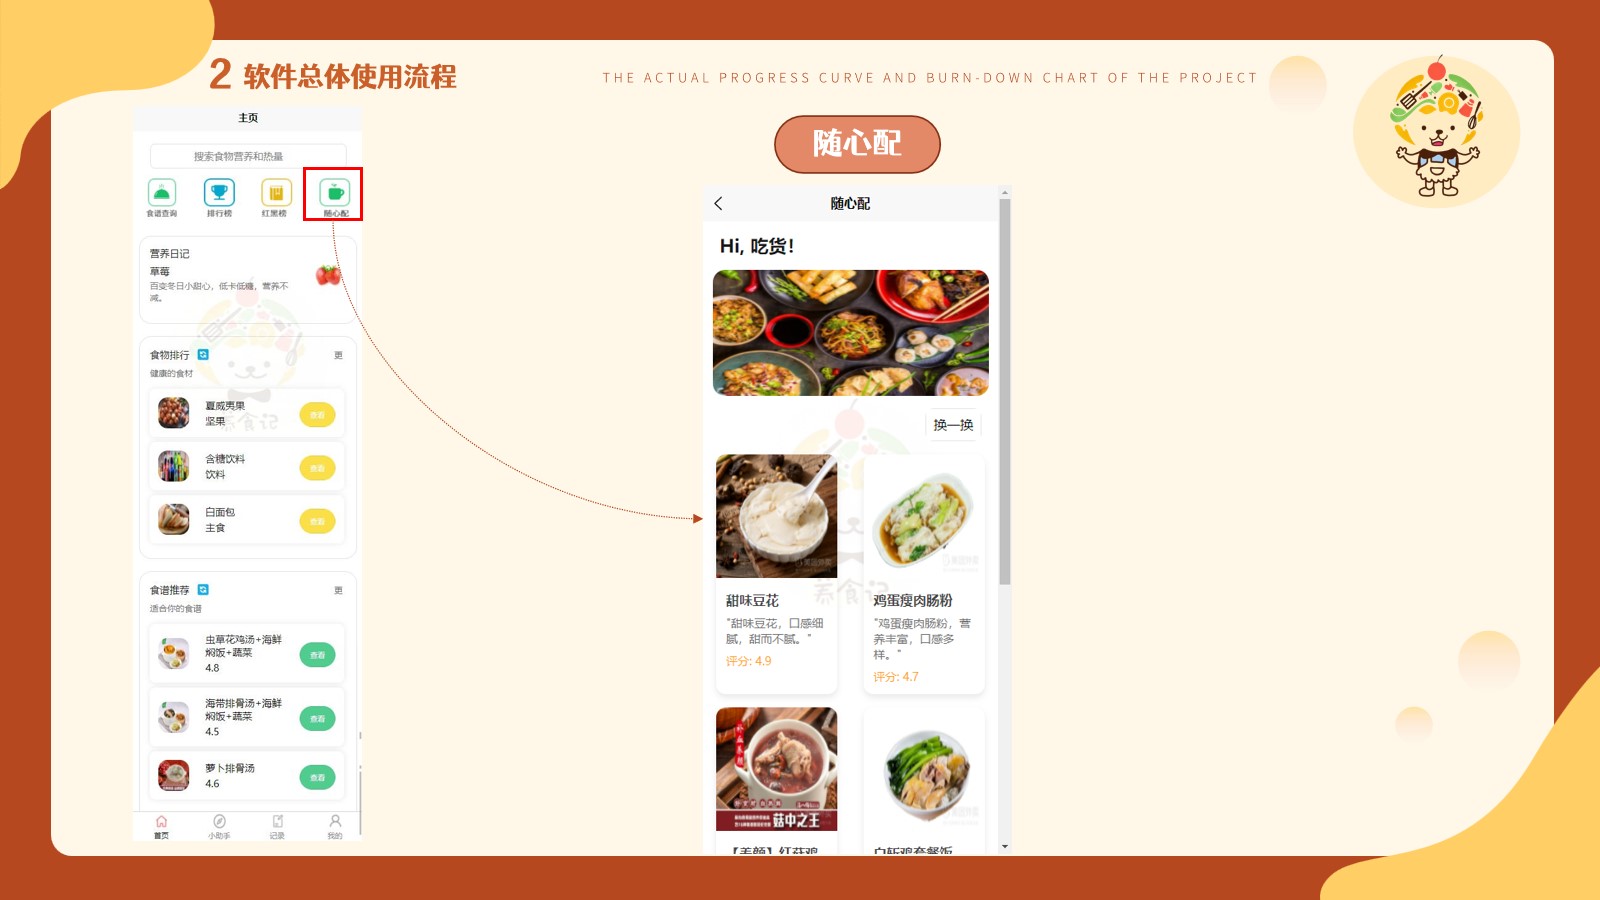 2 软件总体使用流程
THE ACTUAL PROGRESS CURVE AND BURN-DOWN CHART OF THE PROJECT
主页
搜索食物营养和热量
食谱查询
排行榜
红黑榜
随心配
营养日记
草莓
百变冬日小甜心，低卡低糖，营养不
减。
食物排行
更
健康的食材
夏威夷果
坚果
查看
含糖饮料
饮料
查看
白面包
主食
查看
食谱推荐
更
适合你的食谱
虫草花鸡汤+海鲜
焖饭+蔬菜
4.8
查看
海带排骨汤+海鲜
焖饭+蔬菜
4.5
查看
萝卜排骨汤
4.6
查看
首页
小助手
记录
我的
随心配
随心配
Hi, 吃货!
换一换
甜味豆花
"甜味豆花，口感细
腻，甜而不腻。"
评分: 4.9
鸡蛋瘦肉肠粉
"鸡蛋瘦肉肠粉，营
养丰富，口感多
样。"
评分: 4.7
菇中之王
【养颜】红菇鸡
白斩鸡套餐饭
养食记